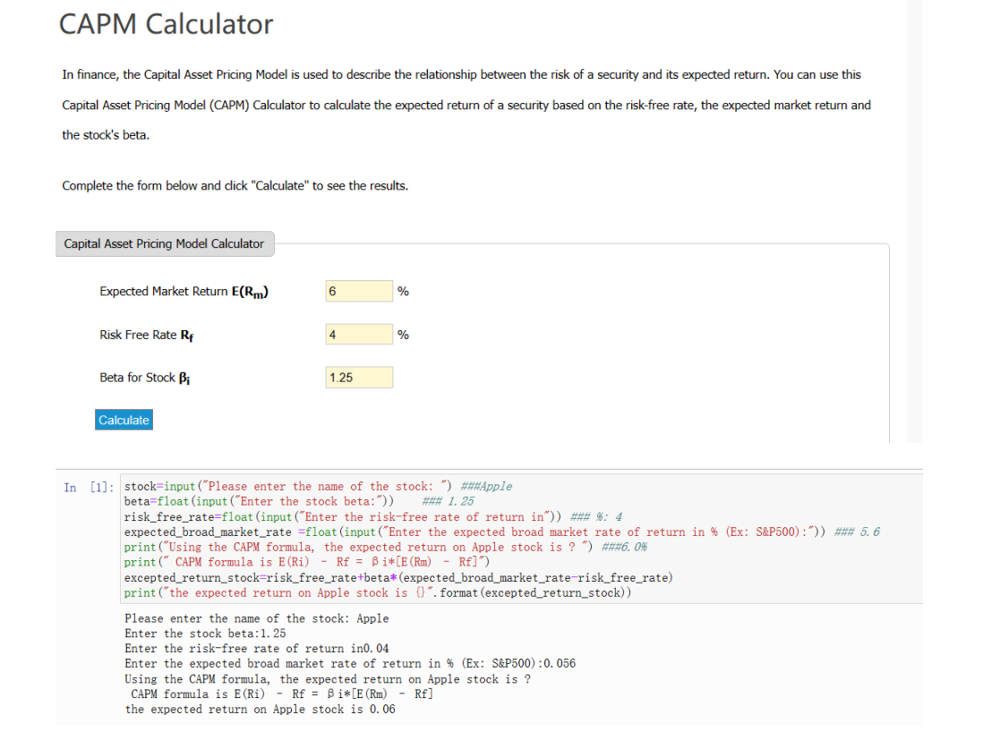 CAPM Calculator
In finance, the Capital Asset Pricing Model is used to describe the relationship between the risk of a security and its expected return. You can use this
Capital Asset Pricing Model (CAPM) Calculator to calculate the expected return of a security based on the risk-free rate, the expected market return and
the stock's beta.
Complete the form below and click "Calculate" to see the results.
Capital Asset Pricing Model Calculator
Expected Market Return E(Rm) 6 %
Risk Free Rate Rf 4 %
Beta for Stock βi 1.25
Calculate
In [1]: stock=input("Please enter the name of the stock: ") ###Apple
beta=float(input("Enter the stock beta:")) ### 1.25
risk_free_rate=float(input("Enter the risk-free rate of return in")) ### %: 4
expected_broad_market_rate =float(input("Enter the expected broad market rate of return in % (Ex: S&P500):")) ### 5.6
print("Using the CAPM formula, the expected return on Apple stock is ? ") ###6.0%
print(" CAPM formula is E(Ri) - Rf = βi*[E(Rm) - Rf]")
excepted_return_stock=risk_free_rate+beta*(expected_broad_market_rate-risk_free_rate)
print("the expected return on Apple stock is {}".format(excepted_return_stock))
Please enter the name of the stock: Apple
Enter the stock beta:1.25
Enter the risk-free rate of return in0.04
Enter the expected broad market rate of return in % (Ex: S&P500):0.056
Using the CAPM formula, the expected return on Apple stock is ?
CAPM formula is E(Ri) - Rf = βi*[E(Rm) - Rf]
the expected return on Apple stock is 0.06